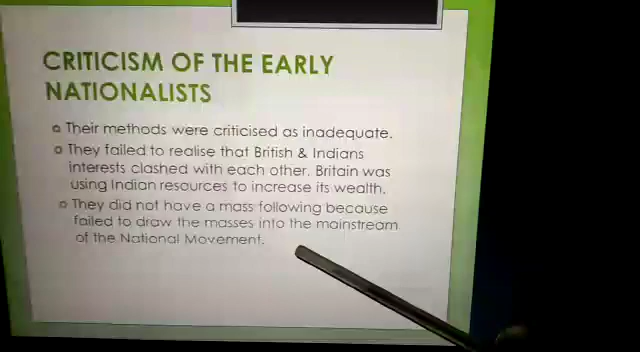 CRITICISM OF THE EARLY
NATIONALISTS
Their methods were criticised as inadequate.
They failed to realise that British & Indians
interests clashed with each other. Britain was
using Indian resources to increase its wealth.
They did not have a mass following because
failed to draw the masses into the mainstream
of the National Movement.